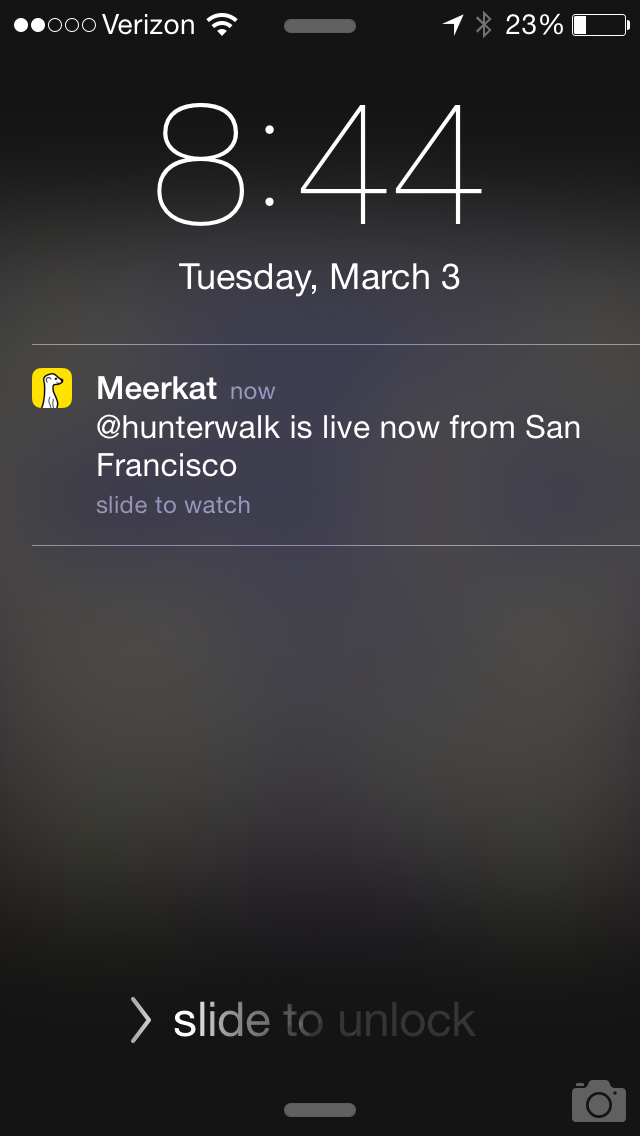 Verizon 23%
8:44
Tuesday, March 3
Meerkat now
@hunterwalk is live now from San
Francisco
slide to watch
slide to unlock